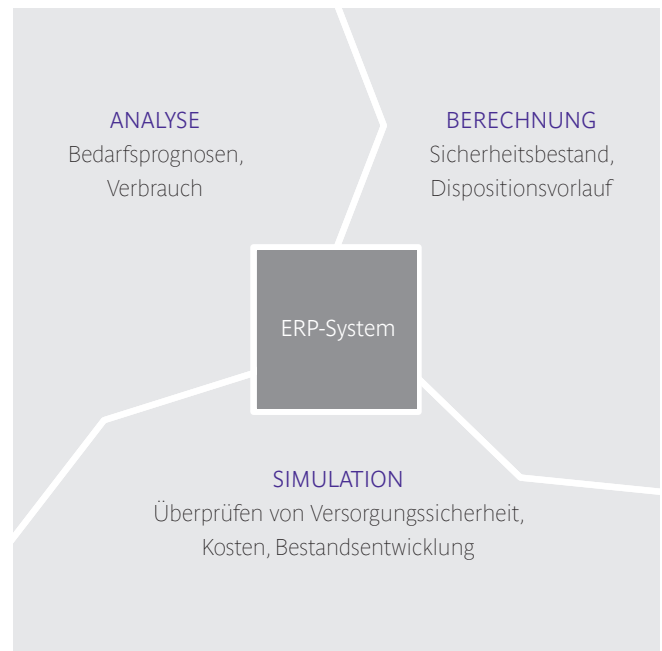 ANALYSE
Bedarfsprognosen,
Verbrauch
BERECHNUNG
Sicherheitsbestand,
Dispositionsvorlauf
ERP-System
SIMULATION
Überprüfen von Versorgungssicherheit,
Kosten, Bestandsentwicklung